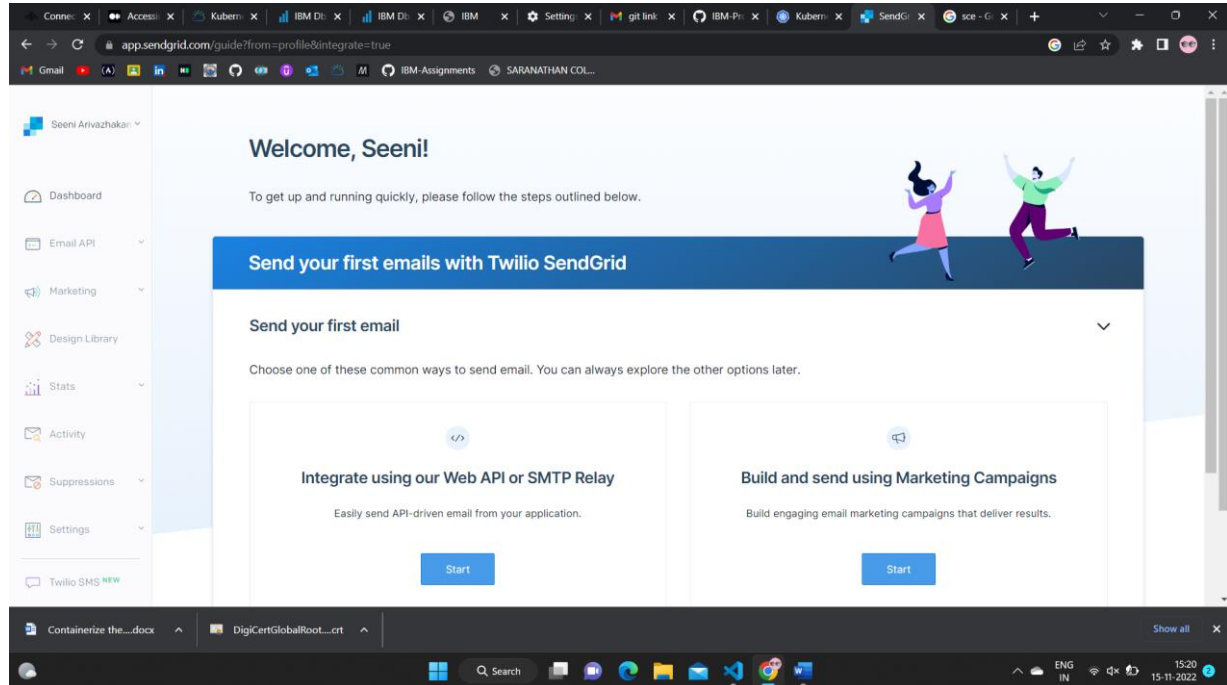 Connec
Accessi
Kubern
IBM Db
IBM Db
IBM
Setting
git link
IBM-Pro
Kubern
SendGr
sce - G
app.sendgrid.com/guide?from=profile&integrate=true
Gmail
IBM-Assignments
SARANATHAN COL...
Seeni Arivazhakan
Welcome, Seeni!
To get up and running quickly, please follow the steps outlined below.
Dashboard
Email API
Marketing
Design Library
Stats
Activity
Suppressions
Settings
Twilio SMS NEW
Send your first emails with Twilio SendGrid
Send your first email
Choose one of these common ways to send email. You can always explore the other options later.
Integrate using our Web API or SMTP Relay
Easily send API-driven email from your application.
Start
Build and send using Marketing Campaigns
Build engaging email marketing campaigns that deliver results.
Start
Containerize the....docx
DigiCertGlobalRoot....crt
Show all
Search
ENG
IN
15:20
15-11-2022
2